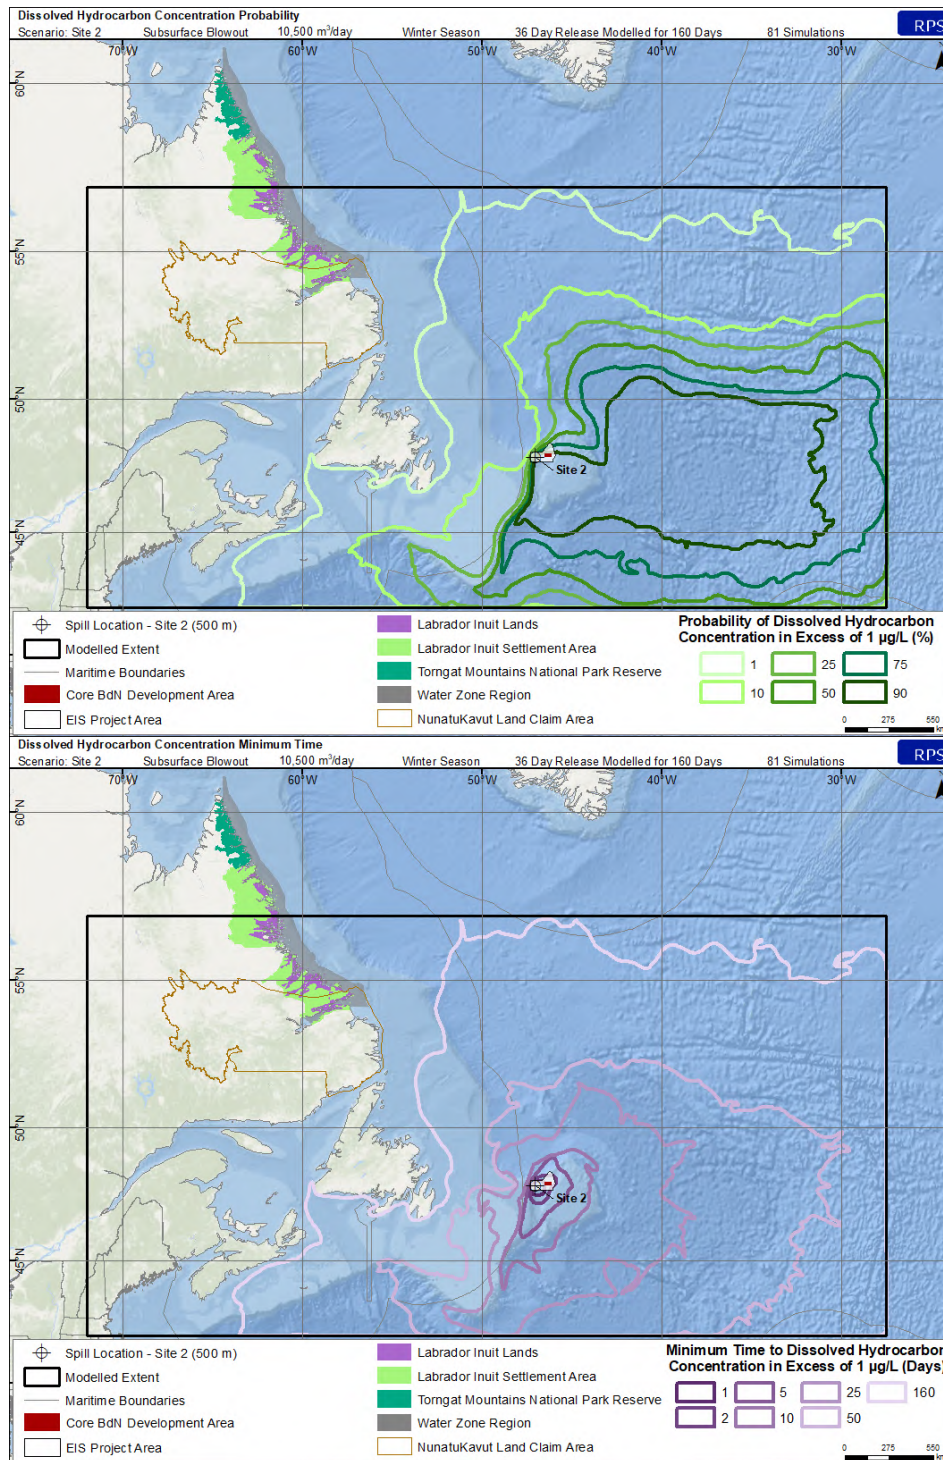 Dissolved Hydrocarbon Concentration Probability
Scenario: Site 2 Subsurface Blowout 10,500 m³/day Winter Season 36 Day Release Modelled for 160 Days 81 Simulations
RPS
70°W 60°W 50°W 40°W 30°W
60°N
55°N
50°N
45°N
Site 2
Spill Location - Site 2 (500 m)
Modelled Extent
Maritime Boundaries
Core BdN Development Area
EIS Project Area
Labrador Inuit Lands
Labrador Inuit Settlement Area
Torngat Mountains National Park Reserve
Water Zone Region
NunatuKavut Land Claim Area
Probability of Dissolved Hydrocarbon
Concentration in Excess of 1 µg/L (%)
1 25 75
10 50 90
0 275 550
km
Dissolved Hydrocarbon Concentration Minimum Time
Scenario: Site 2 Subsurface Blowout 10,500 m³/day Winter Season 36 Day Release Modelled for 160 Days 81 Simulations
RPS
70°W 60°W 50°W 40°W 30°W
60°N
55°N
50°N
45°N
Site 2
Spill Location - Site 2 (500 m)
Modelled Extent
Maritime Boundaries
Core BdN Development Area
EIS Project Area
Labrador Inuit Lands
Labrador Inuit Settlement Area
Torngat Mountains National Park Reserve
Water Zone Region
NunatuKavut Land Claim Area
Minimum Time to Dissolved Hydrocarbon
Concentration in Excess of 1 µg/L (Days)
1 5 25 160
2 10 50
0 275 550
km